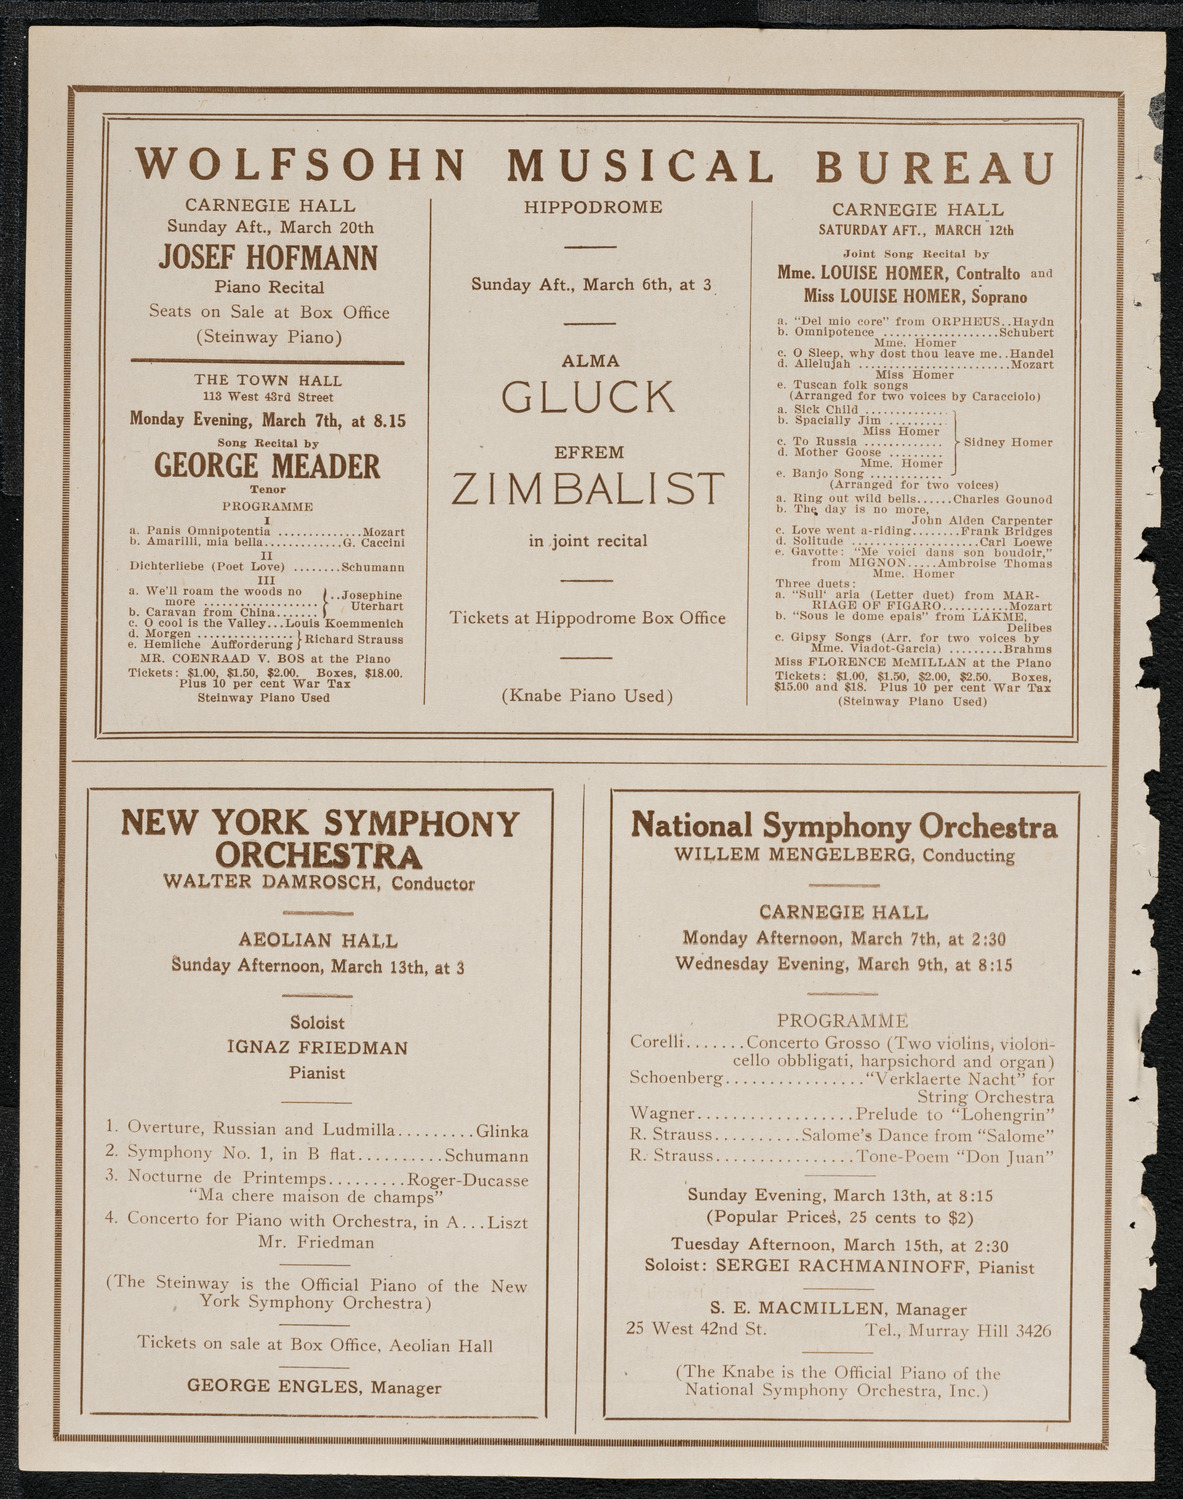 WOLFSOHN MUSICAL BUREAU
CARNEGIE HALL
Sunday Aft., March 20th
JOSEF HOFMANN
Piano Recital
Seats on Sale at Box Office
(Steinway Piano)
THE TOWN HALL
113 West 43rd Street
Monday Evening, March 7th, at 8.15
Song Recital by
GEORGE MEADER
Tenor
PROGRAMME
I
a. Panis Omnipotentia .............Mozart
b. Amarilli, mia bella............G. Caccini
II
Dichterliebe (Poet Love) ........Schumann
III
a. We'll roam the woods no
more ..................
b. Caravan from China......
..Josephine
Uterhart
c. O cool is the Valley...Louis Koemmenich
d. Morgen ...............
e. Hemliche Aufforderung
Richard Strauss
MR. COENRAAD V. BOS at the Piano
Tickets: $1.00, $1.50, $2.00. Boxes, $18.00.
Plus 10 per cent War Tax
Steinway Piano Used
HIPPODROME
Sunday Aft., March 6th, at 3
ALMA
GLUCK
EFREM
ZIMBALIST
in joint recital
Tickets at Hippodrome Box Office
(Knabe Piano Used)
CARNEGIE HALL
SATURDAY AFT., MARCH 12th
Joint Song Recital by
Mme. LOUISE HOMER, Contralto and
Miss LOUISE HOMER, Soprano
a. "Del mio core" from ORPHEUS..Haydn
b. Omnipotence ..................Schubert
Mme. Homer
c. O Sleep, why dost thou leave me..Handel
d. Allelujah ........................Mozart
Miss Homer
e. Tuscan folk songs
(Arranged for two voices by Caracciolo)
a. Sick Child .............
b. Spacially Jim .........
Miss Homer
c. To Russia .............
d. Mother Goose .........
Mme. Homer
e. Banjo Song ............
Sidney Homer
(Arranged for two voices)
a. Ring out wild bells......Charles Gounod
b. The day is no more,
John Alden Carpenter
c. Love went a-riding........Frank Bridges
d. Solitude .....................Carl Loewe
e. Gavotte: "Me voici dans son boudoir,"
from MIGNON.....Ambroise Thomas
Mme. Homer
Three duets:
a. "Sull' aria (Letter duet) from MAR-
RIAGE OF FIGARO..........Mozart
b. "Sous le dome epais" from LAKME,
Delibes
c. Gipsy Songs (Arr. for two voices by
Mme. Viadot-Garcia) .........Brahms
Miss FLORENCE McMILLAN at the Piano
Tickets: $1.00, $1.50, $2.00, $2.50. Boxes,
$15.00 and $18. Plus 10 per cent War Tax
(Steinway Piano Used)
NEW YORK SYMPHONY
ORCHESTRA
WALTER DAMROSCH, Conductor
AEOLIAN HALL
Sunday Afternoon, March 13th, at 3
Soloist
IGNAZ FRIEDMAN
Pianist
1. Overture, Russian and Ludmilla.........Glinka
2. Symphony No. 1, in B flat..........Schumann
3. Nocturne de Printemps.........Roger-Ducasse
"Ma chere maison de champs"
4. Concerto for Piano with Orchestra, in A...Liszt
Mr. Friedman
(The Steinway is the Official Piano of the New
York Symphony Orchestra)
Tickets on sale at Box Office, Aeolian Hall
GEORGE ENGLES, Manager
National Symphony Orchestra
WILLEM MENGELBERG, Conducting
CARNEGIE HALL
Monday Afternoon, March 7th, at 2:30
Wednesday Evening, March 9th, at 8:15
PROGRAMME
Corelli.......Concerto Grosso (Two violins, violon-
cello obbligati, harpsichord and organ)
Schoenberg................"Verklaerte Nacht" for
String Orchestra
Wagner..................Prelude to "Lohengrin"
R. Strauss..........Salome's Dance from "Salome"
R. Strauss................Tone-Poem "Don Juan"
Sunday Evening, March 13th, at 8:15
(Popular Prices, 25 cents to $2)
Tuesday Afternoon, March 15th, at 2:30
Soloist: SERGEI RACHMANINOFF, Pianist
S. E. MACMILLEN, Manager
25 West 42nd St. Tel., Murray Hill 3426
(The Knabe is the Official Piano of the
National Symphony Orchestra, Inc.)